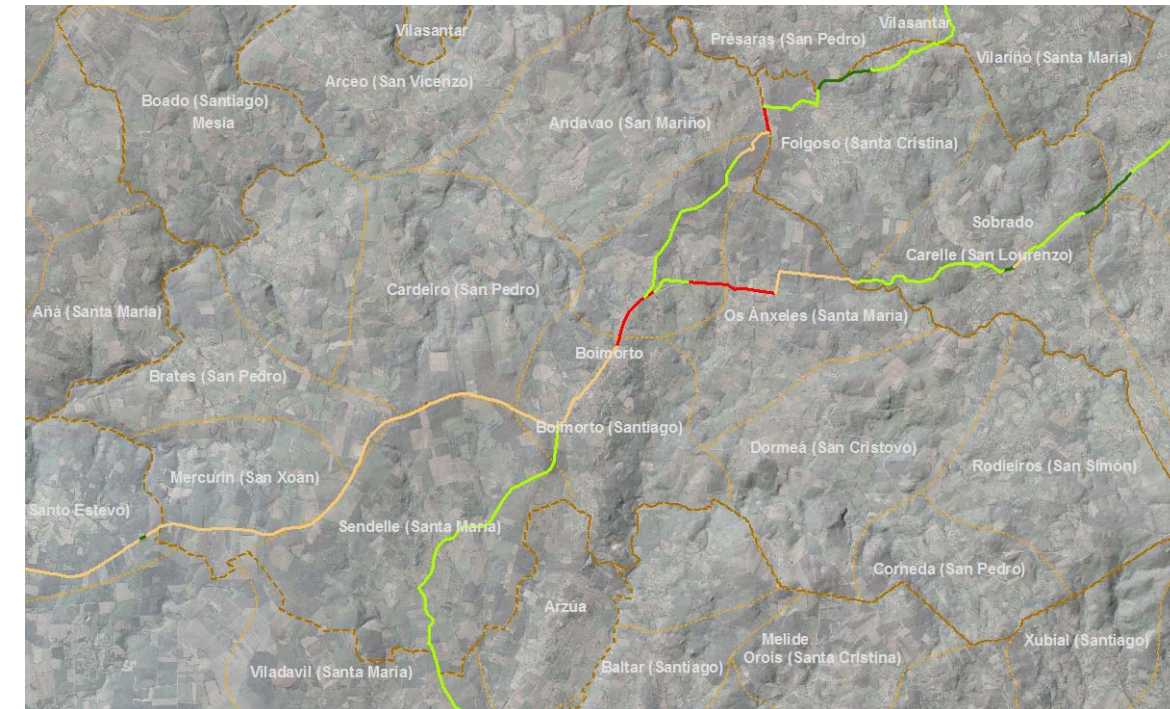 Vilasantar
Vilasantar
Présaras (San Pedro)
Vilariño (Santa María)
Arceo (San Vicenzo)
Boado (Santiago)
Mesía
Andavao (San Mariño)
Folgoso (Santa Cristina)
Sobrado
Carelle (San Lourenzo)
Cardeiro (San Pedro)
Añá (Santa María)
Os Ánxeles (Santa María)
Boimorto
Brates (San Pedro)
Boimorto (Santiago)
Dormeá (San Cristovo)
Rodieiros (San Simón)
Mercurín (San Xoán)
Santo Estevo)
Sendelle (Santa María)
Corneda (San Pedro)
Arzúa
Melide
Orois (Santa Cristina)
Xubial (Santiago)
Baltar (Santiago)
Viladavil (Santa María)